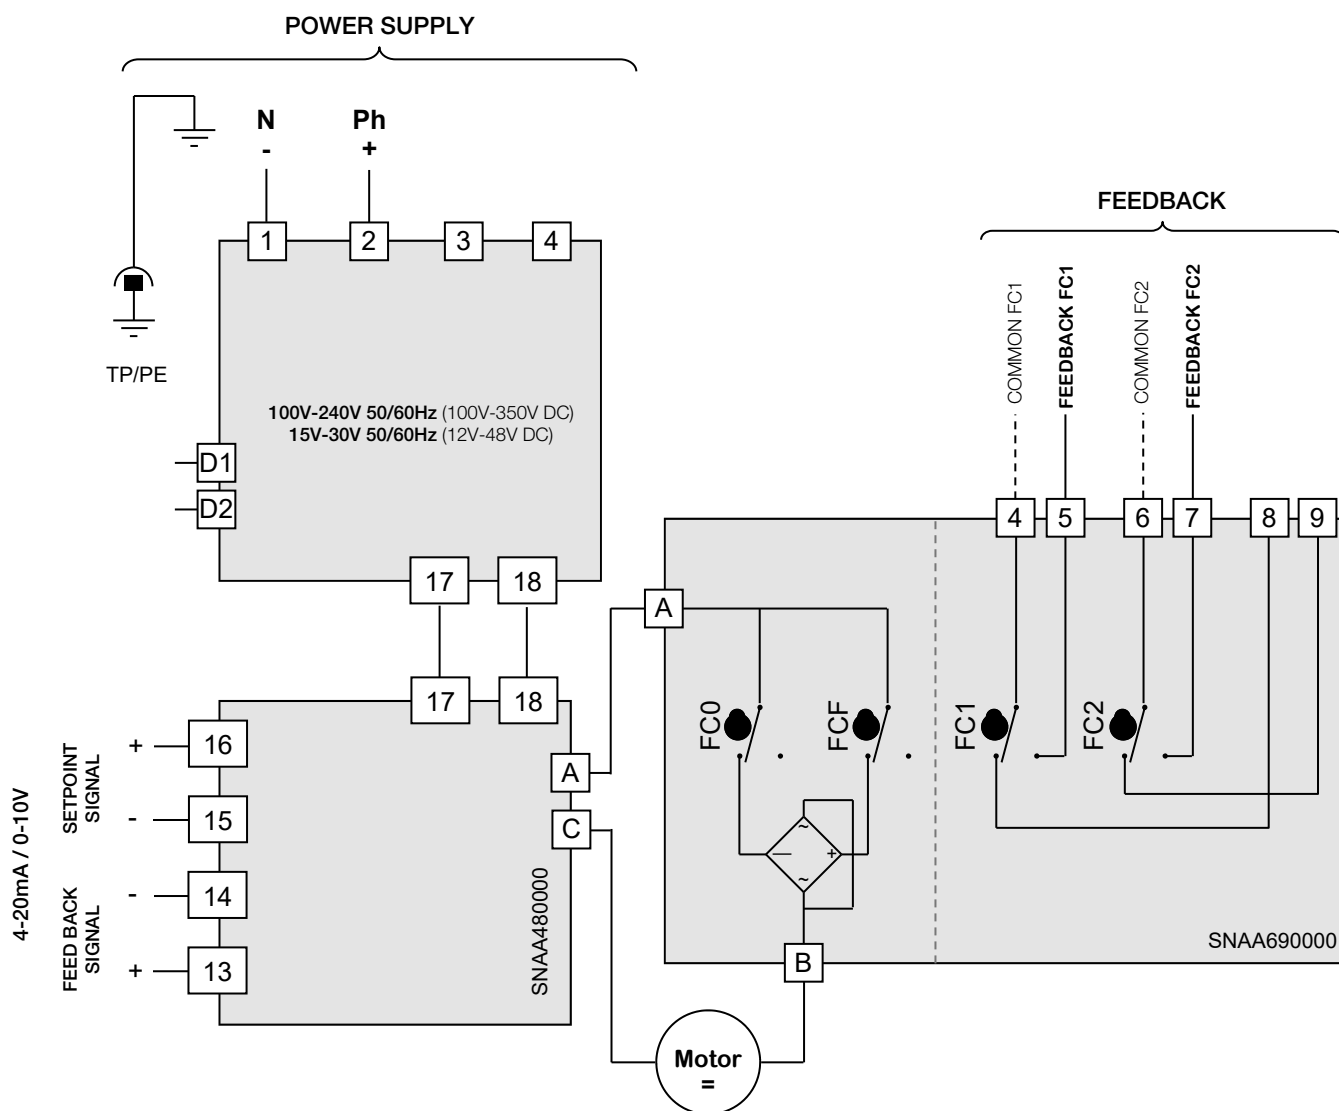 POWER SUPPLY
N
-
Ph
+
1
2
3
4
TP/PE
100V-240V 50/60Hz (100V-350V DC)
15V-30V 50/60Hz (12V-48V DC)
D1
D2
17
18
17
18
4-20mA / 0-10V
SETPOINT
SIGNAL
+
16
-
15
FEED BACK
SIGNAL
-
14
+
13
A
C
SNAA480000
FEEDBACK
COMMON FC1
FEEDBACK FC1
COMMON FC2
FEEDBACK FC2
4
5
6
7
8
9
A
FC0
FCF
FC1
FC2
~
—
+
~
SNAA690000
B
Motor
=